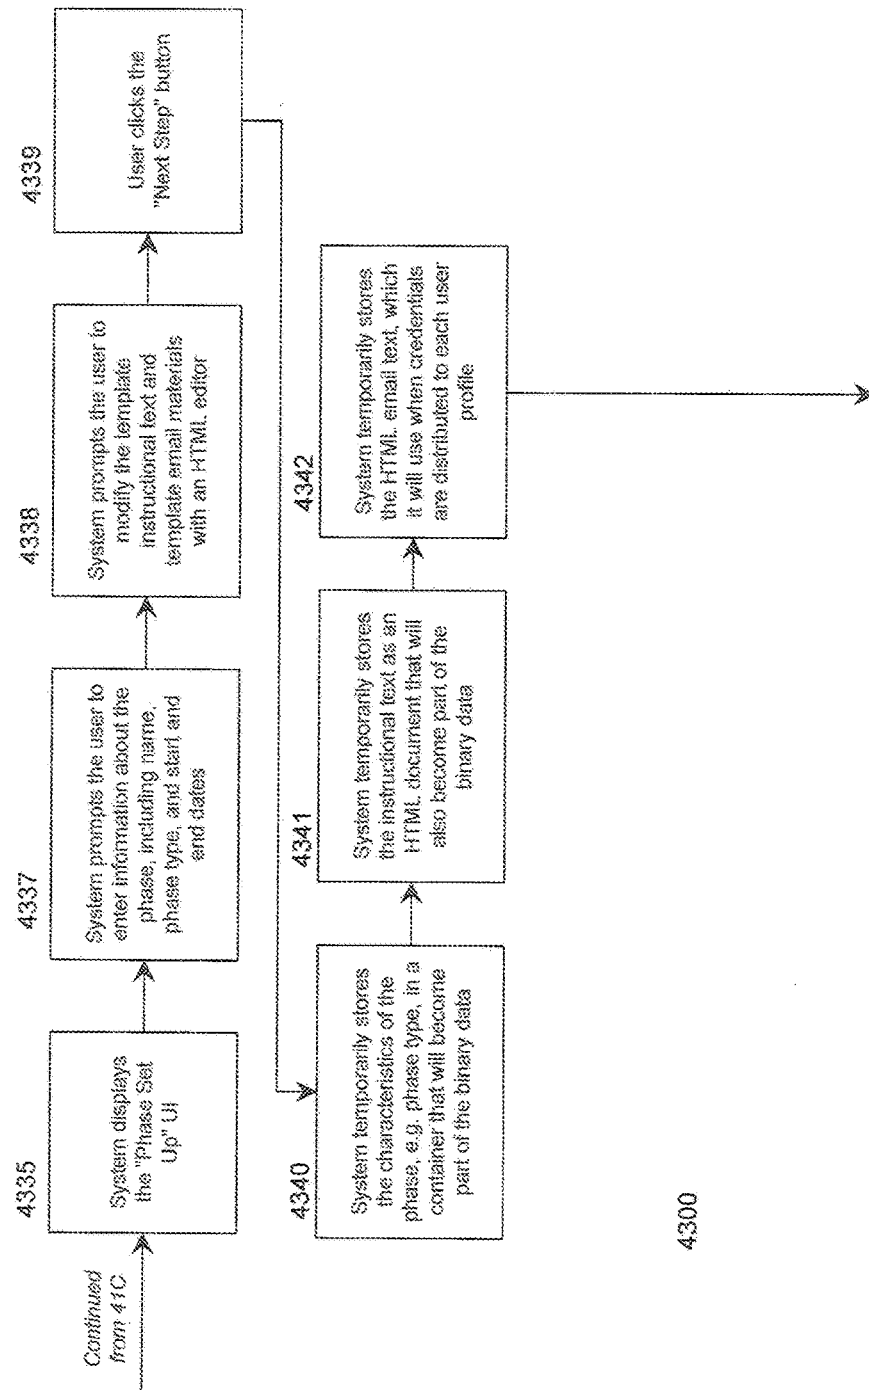 Continued
from 41C
4335
System displays
the "Phase Set
Up" UI
4337
System prompts the user to
enter information about the
phase, including name,
phase type, and start and
end dates
4338
System prompts the user to
modify the template
instructional text and
template email materials
with an HTML editor
4339
User clicks the
"Next Step" button
4340
System temporarily stores
the characteristics of the
phase, e.g. phase type, in a
container that will become
part of the binary data
4341
System temporarily stores
the instructional text as an
HTML document that will
also become part of the
binary data
4342
System temporarily stores
the HTML email text, which
it will use when credentials
are distributed to each user
profile
4300